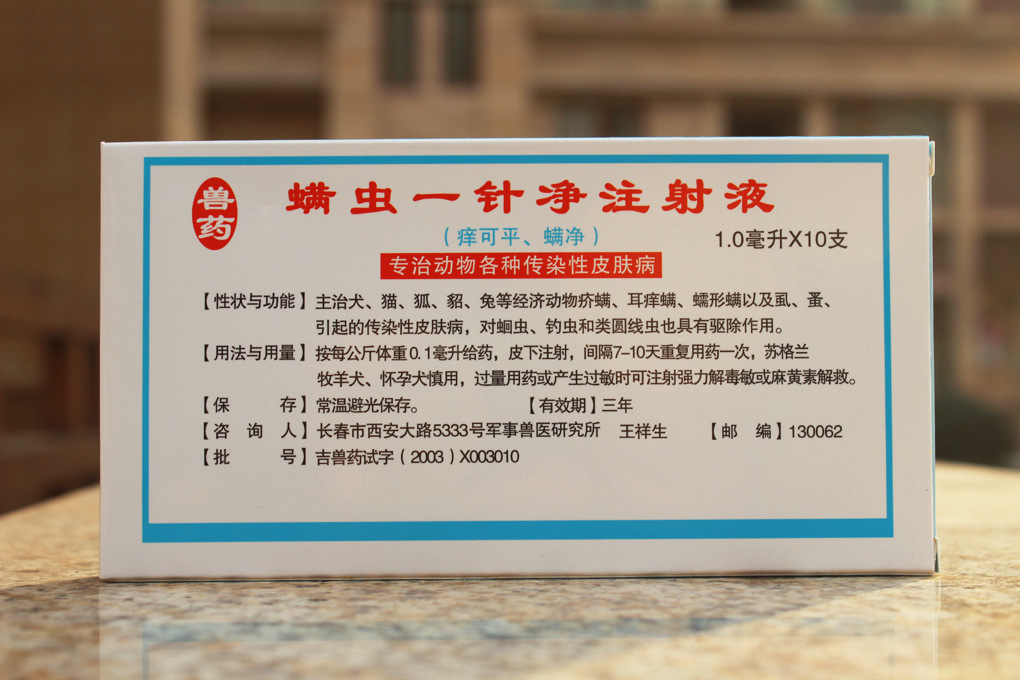 兽药
螨虫一针净注射液
（痒可平、螨净）
1.0毫升X10支
专治动物各种传染性皮肤病
【性状与功能】主治犬、猫、狐、貂、兔等经济动物疥螨、耳痒螨、蠕形螨以及虱、蚤、
引起的传染性皮肤病，对蛔虫、钓虫和类圆线虫也具有驱除作用。
【用法与用量】按每公斤体重0.1毫升给药，皮下注射，间隔7-10天重复用药一次，苏格兰
牧羊犬、怀孕犬慎用，过量用药或产生过敏时可注射强力解毒敏或麻黄素解救。
【保 存】常温避光保存。 【有效期】三年
【咨 询 人】长春市西安大路5333号军事兽医研究所 王祥生 【邮 编】130062
【批 号】吉兽药试字（2003）X003010